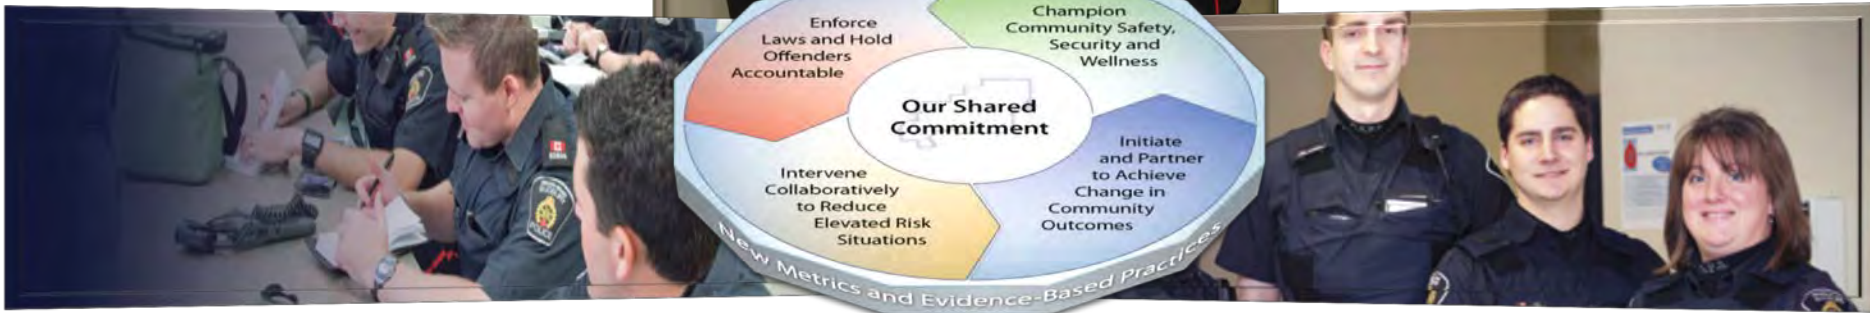 Enforce
Laws and Hold
Offenders
Accountable
Champion
Community Safety,
Security and
Wellness
Our Shared
Commitment
Intervene
Collaboratively
to Reduce
Elevated Risk
Situations
Initiate
and Partner
to Achieve
Change in
Community
Outcomes
New Metrics and Evidence-Based Practices
POLICE